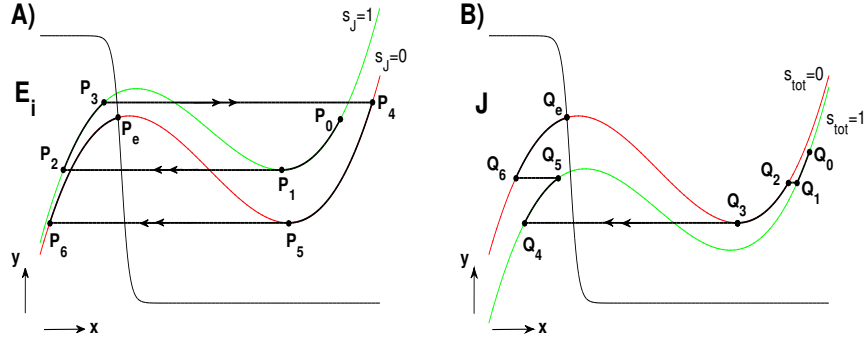 A)
B)
s_J=1
s_J=0
E_i
P_3
P_4
P_e
P_0
P_2
P_1
P_6
P_5
y
x
J
s_tot=0
s_tot=1
Q_e
Q_0
Q_6
Q_5
Q_2
Q_1
Q_3
Q_4
y
x